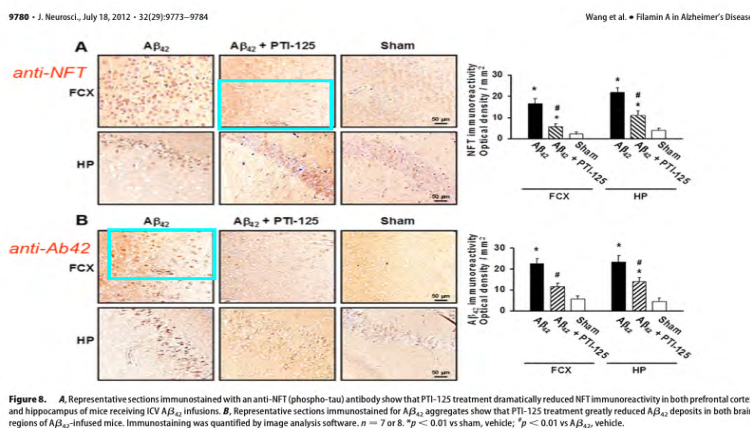 9780 • J. Neurosci., July 18, 2012 • 32(29):9773–9784 Wang et al. • Filamin A in Alzheimer's Disease
A Aβ42 Aβ42 + PTI-125 Sham
anti-NFT
FCX
50 μm
HP
50 μm
NFT immunoreactivity
Optical density / mm2
30
20
10
0
* # * * # *
Aβ42 Aβ42 + PTI-125 Sham Aβ42 Aβ42 + PTI-125 Sham
FCX HP
B Aβ42 Aβ42 + PTI-125 Sham
anti-Ab42
FCX
50 μm
HP
50 μm
Aβ42 immunoreactivity
Optical density / mm2
30
20
10
0
* # * # *
Aβ42 Aβ42 + PTI-125 Sham Aβ42 Aβ42 + PTI-125 Sham
FCX HP
Figure 8. A, Representative sections immunostained with an anti-NFT (phospho-tau) antibody show that PTI-125 treatment dramatically reduced NFT immunoreactivity in both prefrontal corte
and hippocampus of mice receiving ICV Aβ42 infusions. B, Representative sections immunostained for Aβ42 aggregates show that PTI-125 treatment greatly reduced Aβ42 deposits in both brain
regions of Aβ42-infused mice. Immunostaining was quantified by image analysis software. n = 7 or 8. *p < 0.01 vs sham, vehicle; #p < 0.01 vs Aβ42, vehicle.